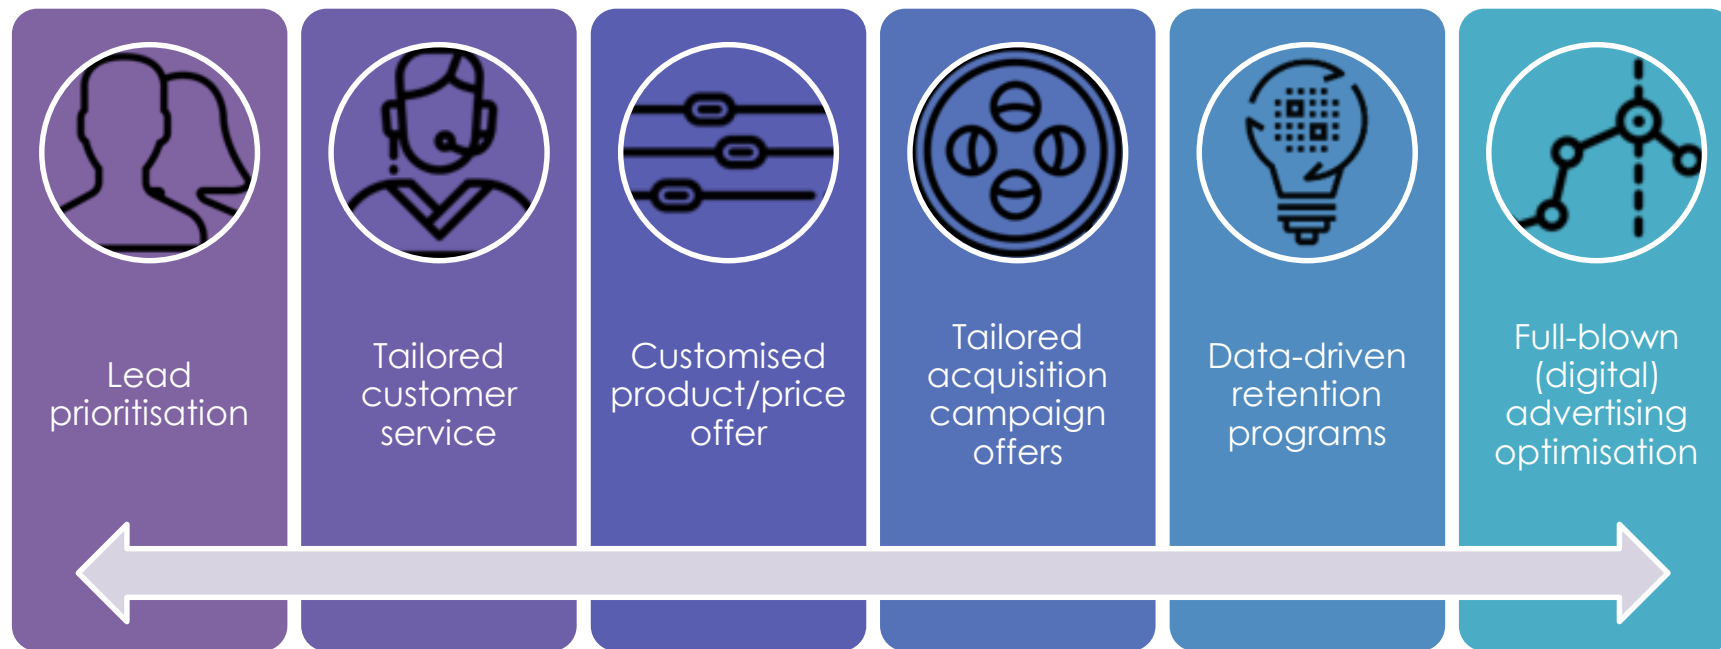 Lead
prioritisation
Tailored
customer
service
Customised
product/price
offer
Tailored
acquisition
campaign
offers
Data-driven
retention
programs
Full-blown
(digital)
advertising
optimisation